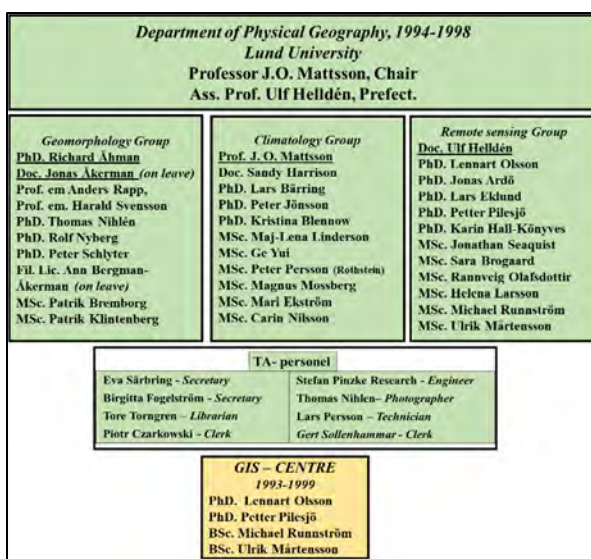 Department of Physical Geography, 1994-1998
Lund University
Professor J.O. Mattsson, Chair
Ass. Prof. Ulf Helldén, Prefect.
Geomorphology Group
PhD. Richard Åhman
Doc. Jonas Åkerman (on leave)
Prof. em Anders Rapp,
Prof. em. Harald Svensson
PhD. Thomas Nihlén
PhD. Rolf Nyberg
PhD. Peter Schlyter
Fil. Lic. Ann Bergman-
Åkerman (on leave)
MSc. Patrik Bremborg
MSc. Patrik Klintenberg
Climatology Group
Prof. J. O. Mattsson
Doc. Sandy Harrison
PhD. Lars Bärring
PhD. Peter Jönsson
PhD. Kristina Blennow
MSc. Maj-Lena Linderson
MSc. Ge Yui
MSc. Peter Persson (Rothstein)
MSc. Magnus Mossberg
MSc. Mari Ekström
MSc. Carin Nilsson
Remote sensing Group
Doc. Ulf Helldén
PhD. Lennart Olsson
PhD. Jonas Ardö
PhD. Lars Eklund
PhD. Petter Pilesjö
PhD. Karin Hall-Könyves
MSc. Jonathan Seaquist
MSc. Sara Brogaard
MSc. Rannveig Olafsdottir
MSc. Helena Larsson
MSc. Michael Runnström
MSc. Ulrik Mårtensson
TA- personel
Eva Särbring - Secretary
Birgitta Fogelström - Secretary
Tore Torngren – Librarian
Piotr Czarkowski - Clerk
Stefan Pinzke Research - Engineer
Thomas Nihlen– Photographer
Lars Persson – Technician
Gert Sollenhammar - Clerk
GIS – CENTRE
1993-1999
PhD. Lennart Olsson
PhD. Petter Pilesjö
BSc. Michael Runnström
BSc. Ulrik Mårtensson